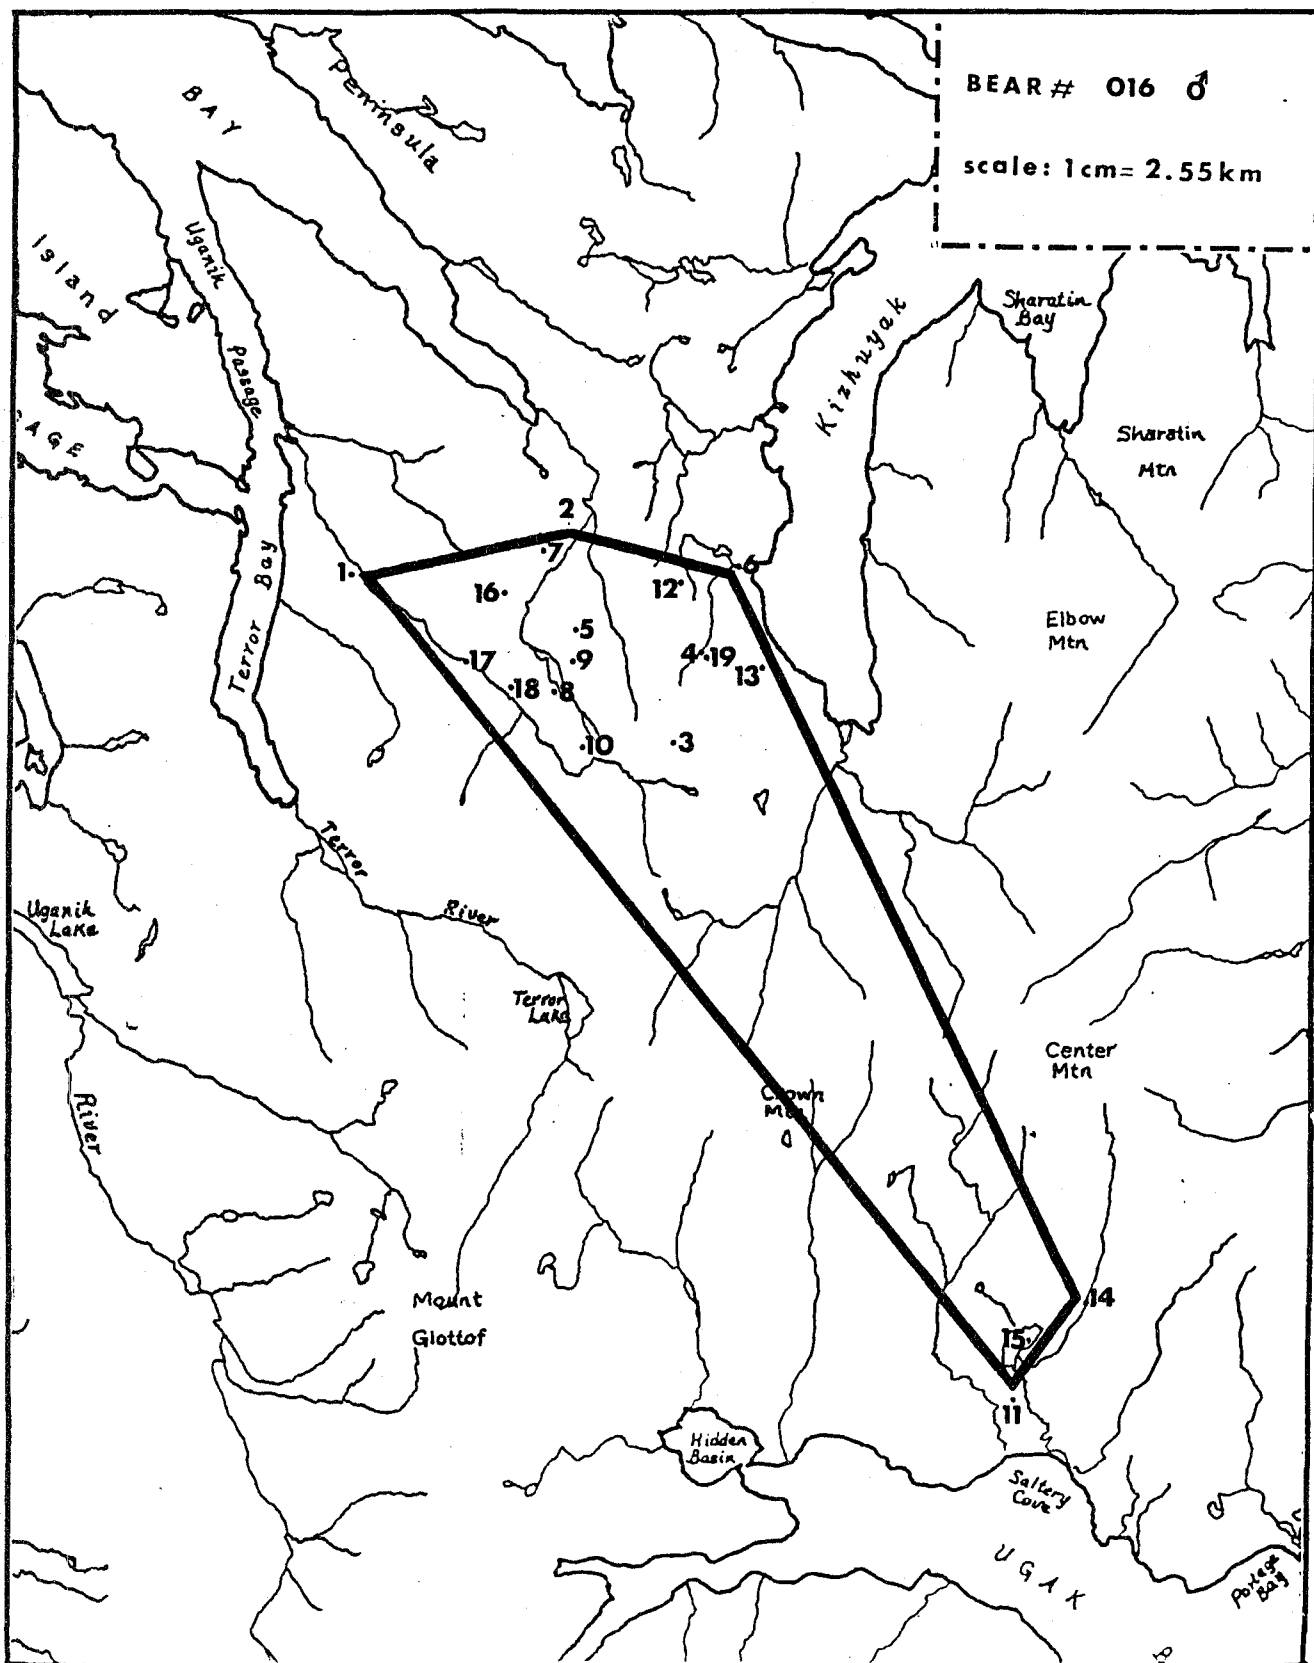 BEAR# 016 ♂
scale: 1cm= 2.55km
BAY
Peninsula
Island
Uganik
Passage
AGE
Kizhuyak
Sharatin
Bay
Sharatin
Mtn
Terror Bay
Elbow
Mtn
2
1.
.7
.6
16.
12.
.5
.17
.9
4.
.19
13.
.18
.8
.10
.3
Terror
River
Uganik
Lake
Terror
Lake
River
Center
Mtn
Crown
Mtn
Mount
Glottof
.14
15.
11
Hidden
Basin
Saltery
Cove
UGAK
Portage
Bay